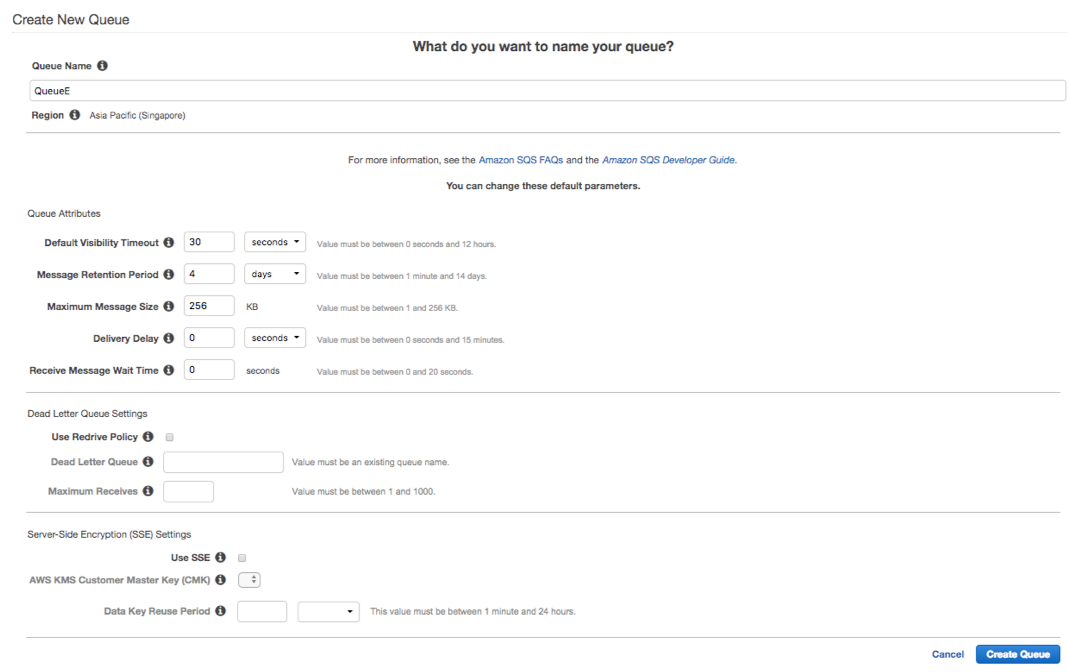 Create New Queue
What do you want to name your queue?
Queue Name
QueueE
Region Asia Pacific (Singapore)
For more information, see the Amazon SQS FAQs and the Amazon SQS Developer Guide.
You can change these default parameters.
Queue Attributes
Default Visibility Timeout 30 seconds Value must be between 0 seconds and 12 hours.
Message Retention Period 4 days Value must be between 1 minute and 14 days.
Maximum Message Size 256 KB Value must be between 1 and 256 KB.
Delivery Delay 0 seconds Value must be between 0 seconds and 15 minutes.
Receive Message Wait Time 0 seconds Value must be between 0 and 20 seconds.
Dead Letter Queue Settings
Use Redrive Policy
Dead Letter Queue Value must be an existing queue name.
Maximum Receives Value must be between 1 and 1000.
Server-Side Encryption (SSE) Settings
Use SSE
AWS KMS Customer Master Key (CMK)
Data Key Reuse Period This value must be between 1 minute and 24 hours.
Cancel Create Queue